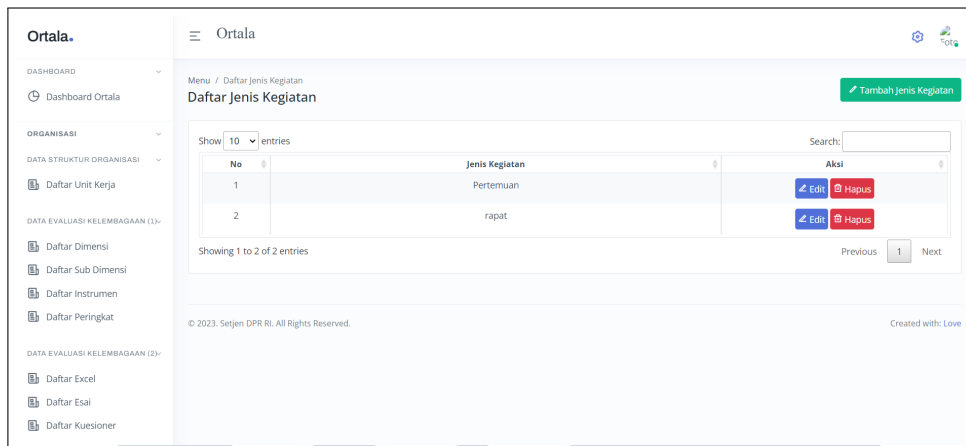 Ortala.
DASHBOARD
Dashboard Ortala
ORGANISASI
DATA STRUKTUR ORGANISASI
Daftar Unit Kerja
DATA EVALUASI KELEMBAGAAN (1)
Daftar Dimensi
Daftar Sub Dimensi
Daftar Instrumen
Daftar Peringkat
DATA EVALUASI KELEMBAGAAN (2)
Daftar Excel
Daftar Esai
Daftar Kuesioner
Ortala
Foto
Menu / Daftar Jenis Kegiatan
Daftar Jenis Kegiatan
Tambah Jenis Kegiatan
Show 10 entries Search:
No Jenis Kegiatan Aksi
1 Pertemuan Edit Hapus
2 rapat Edit Hapus
Showing 1 to 2 of 2 entries Previous 1 Next
© 2023. Setjen DPR RI. All Rights Reserved. Created with: Love